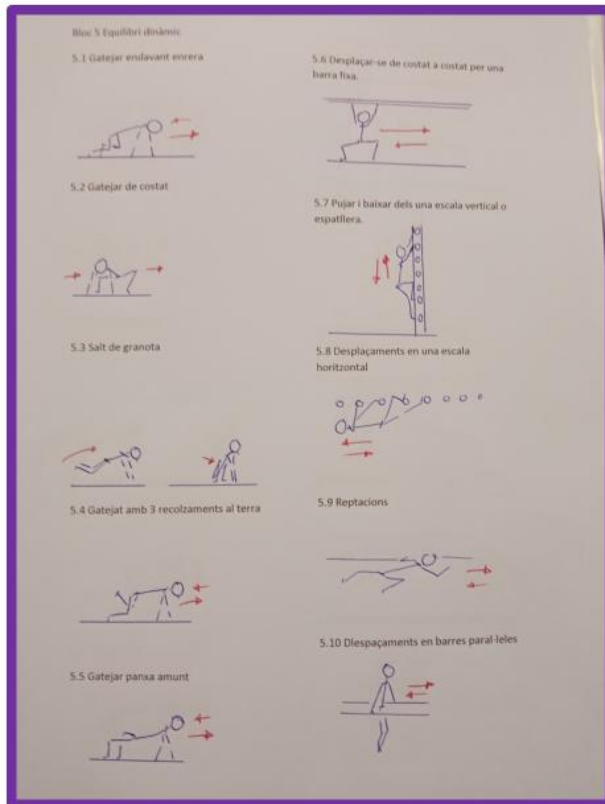 Bloc 5 Equilibri dinàmic
5.1 Gatejar endavant enrera
5.2 Gatejar de costat
5.3 Salt de granota
5.4 Gatejat amb 3 recolzaments al terra
5.5 Gatejar panxa amunt
5.6 Desplaçar-se de costat a costat per una
barra fixa.
5.7 Pujar i baixar dels una escala vertical o
espatllera.
5.8 Desplaçaments en una escala
horitzontal
5.9 Reptacions
5.10 Dlespaçaments en barres paral·leles